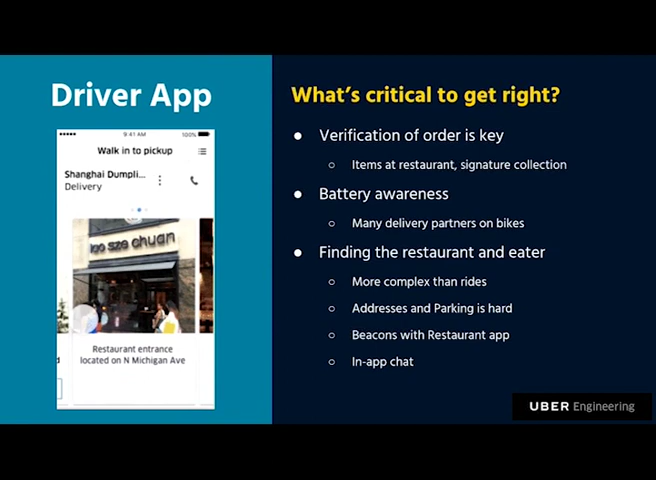 Driver App
9:41 AM
100%
Walk in to pickup
Shanghai Dumpli...
Delivery
lao sze chuan
Restaurant entrance
located on N Michigan Ave
d
What's critical to get right?
Verification of order is key
Items at restaurant, signature collection
Battery awareness
Many delivery partners on bikes
Finding the restaurant and eater
More complex than rides
Addresses and Parking is hard
Beacons with Restaurant app
In-app chat
UBER Engineering